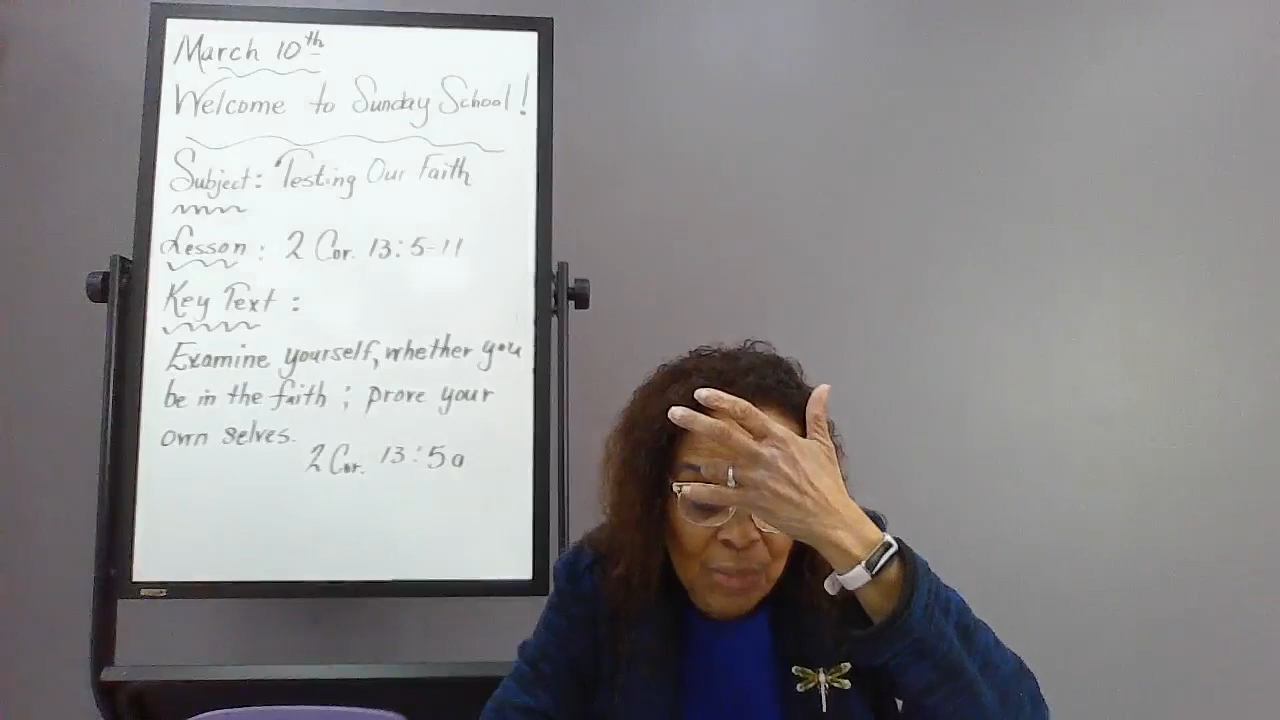 March 10th
Welcome to Sunday School!
Subject: Testing Our Faith
Lesson: 2 Cor. 13:5-11
Key Text:
Examine yourself, whether you
be in the faith; prove your
own selves.
2 Cor. 13:5a